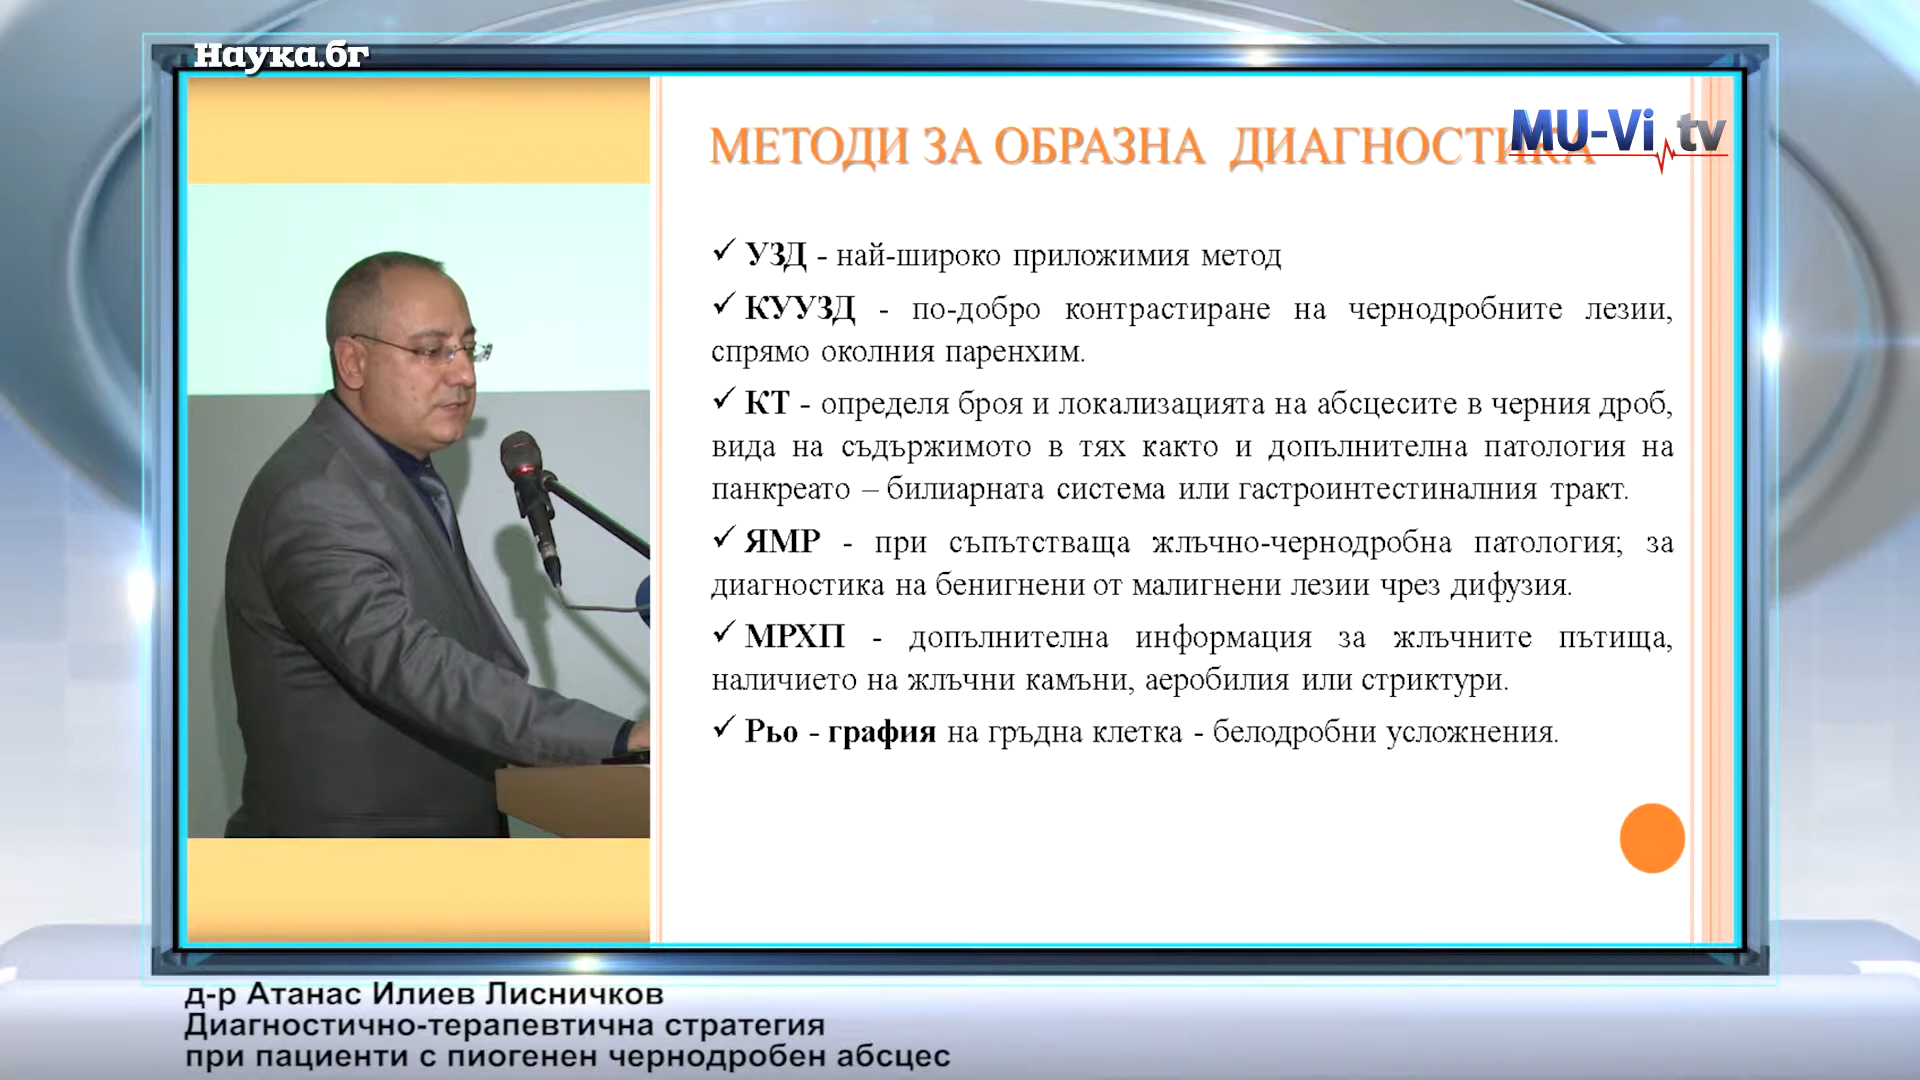 Наука.бг
МЕТОДИ ЗА ОБРАЗНА ДИАГНОСТИКА
MU-Vi tv
УЗД - най-широко приложимия метод
КУУЗД - по-добро контрастиране на чернодробните лезии,
спрямо околния паренхим.
КТ - определя броя и локализацията на абсцесите в черния дроб,
вида на съдържимото в тях както и допълнителна патология на
панкреато – билиарната система или гастроинтестиналния тракт.
ЯМР - при съпътстваща жлъчно-чернодробна патология; за
диагностика на бенигнени от малигнени лезии чрез дифузия.
МРХП - допълнителна информация за жлъчните пътища,
наличието на жлъчни камъни, аеробилия или стриктури.
Рьо - графия на гръдна клетка - белодробни усложнения.
д-р Атанас Илиев Лисничков
Диагностично-терапевтична стратегия
при пациенти с пиогенен чернодробен абсцес